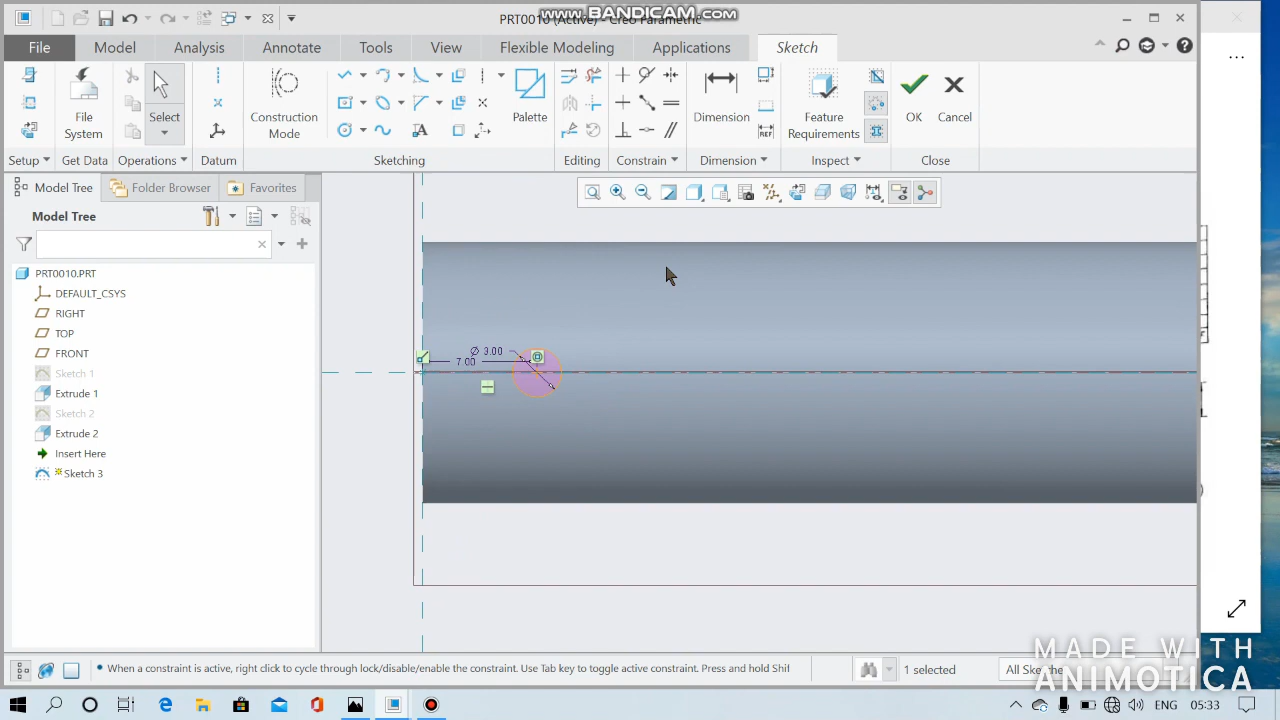 www.BANDICAM.com
PRT0010 (Active) - Creo Parametric
File Model Analysis Annotate Tools View Flexible Modeling Applications Sketch
File System
Select
Construction Mode
Palette
Dimension
Feature Requirements
OK
Cancel
Setup Get Data Operations Datum Sketching Editing Constrain Dimension Inspect Close
Model Tree Folder Browser Favorites
Model Tree
PRT0010.PRT
DEFAULT_CSYS
RIGHT
TOP
FRONT
Sketch 1
Extrude 1
Sketch 2
Extrude 2
Insert Here
Sketch 3
Ø 3.00
7.00
• When a constraint is active, right click to cycle through lock/disable/enable the constraint. Use Tab key to toggle active constraint. Press and hold Shif
1 selected
All Sketche
MADE WITH
ANIMOTICA
ENG 05:33